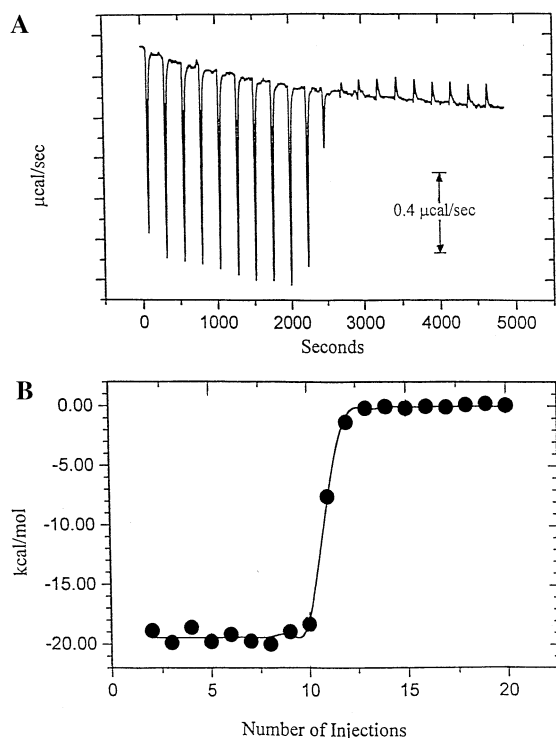 A
µcal/sec
0.4 µcal/sec
0 1000 2000 3000 4000 5000
Seconds
B
0.00
-5.00
-10.00
-15.00
-20.00
kcal/mol
0 5 10 15 20
Number of Injections